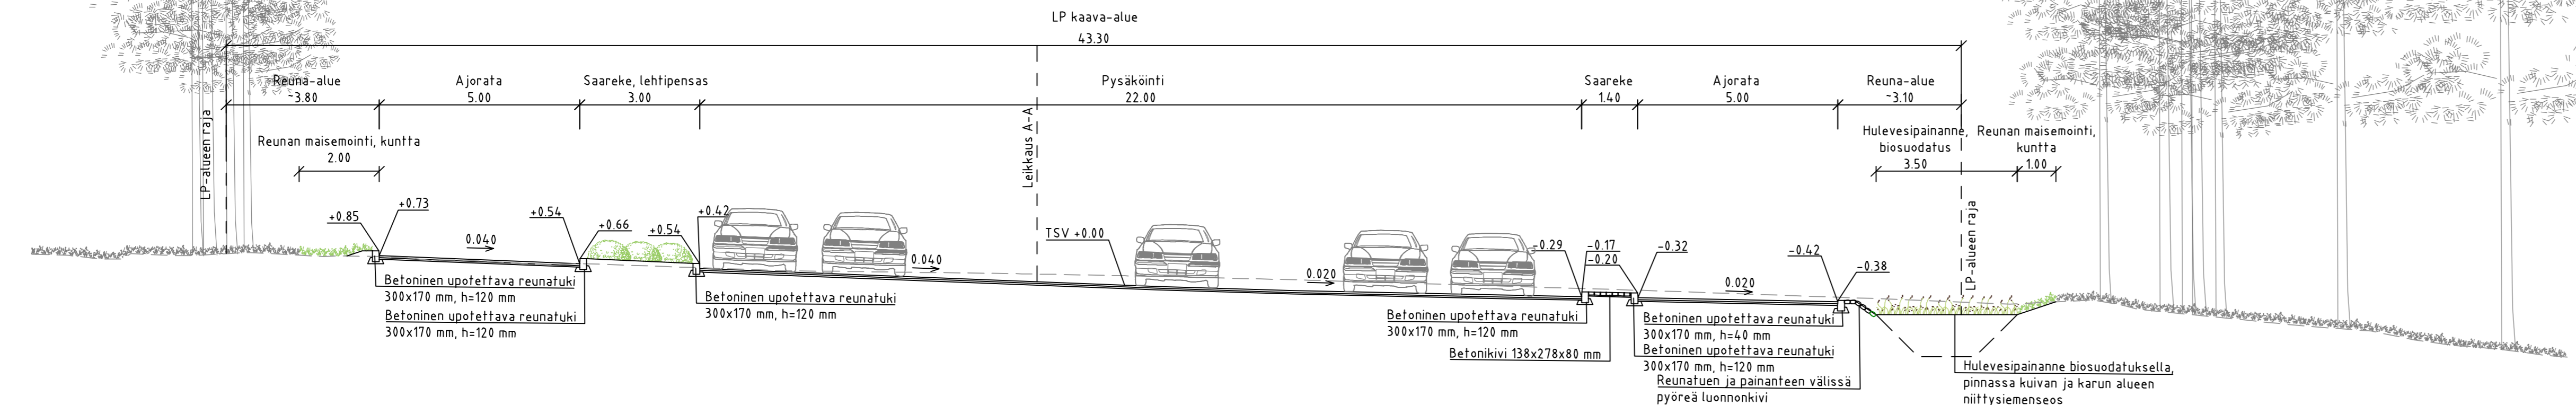 LP kaava-alue
43.30
Reuna-alue
~3.80
Ajorata
5.00
Saareke, lehtipensas
3.00
Pysäköinti
22.00
Saareke
1.40
Ajorata
5.00
Reuna-alue
~3.10
LP-alueen raja
Reunan maisemointi, kuntta
2.00
Leikkaus A-A
Hulevesipainanne,
biosuodatus
3.50
Reunan maisemointi,
kuntta
1.00
LP-alueen raja
+0.85
+0.73
0.040
+0.54
+0.66
+0.54
+0.42
0.040
TSV +0.00
0.020
-0.29
-0.17
-0.20
-0.32
0.020
-0.42
-0.38
Betoninen upotettava reunatuki
300x170 mm, h=120 mm
Betoninen upotettava reunatuki
300x170 mm, h=120 mm
Betoninen upotettava reunatuki
300x170 mm, h=120 mm
Betoninen upotettava reunatuki
300x170 mm, h=120 mm
Betonikivi 138x278x80 mm
Betoninen upotettava reunatuki
300x170 mm, h=40 mm
Betoninen upotettava reunatuki
300x170 mm, h=120 mm
Reunatuen ja painanteen välissä
pyöreä luonnonkivi
Hulevesipainanne biosuodatuksella,
pinnassa kuivan ja karun alueen
niittysiemenseos